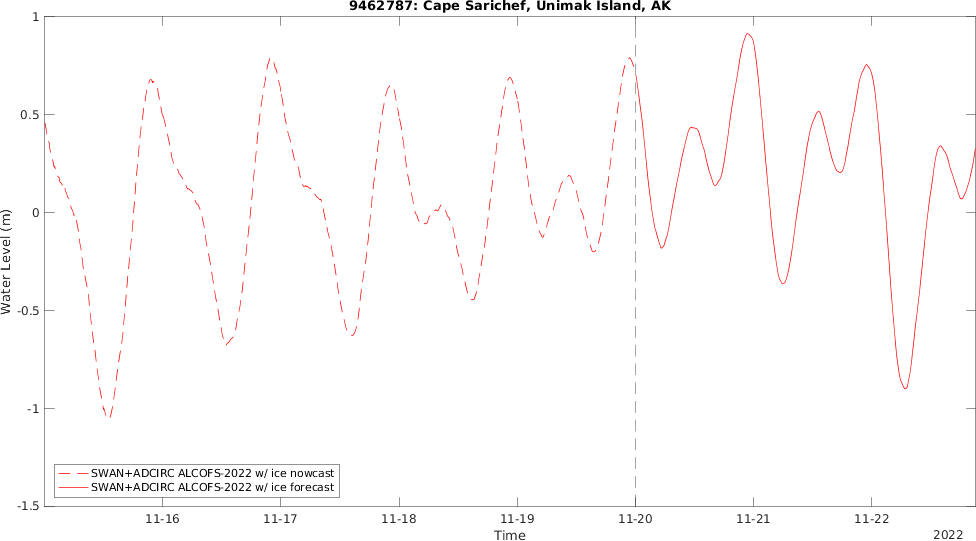 9462787: Cape Sarichef, Unimak Island, AK
1
0.5
0
-0.5
-1
-1.5
Water Level (m)
SWAN+ADCIRC ALCOFS-2022 w/ ice nowcast
SWAN+ADCIRC ALCOFS-2022 w/ ice forecast
11-16 11-17 11-18 11-19 11-20 11-21 11-22
Time
2022